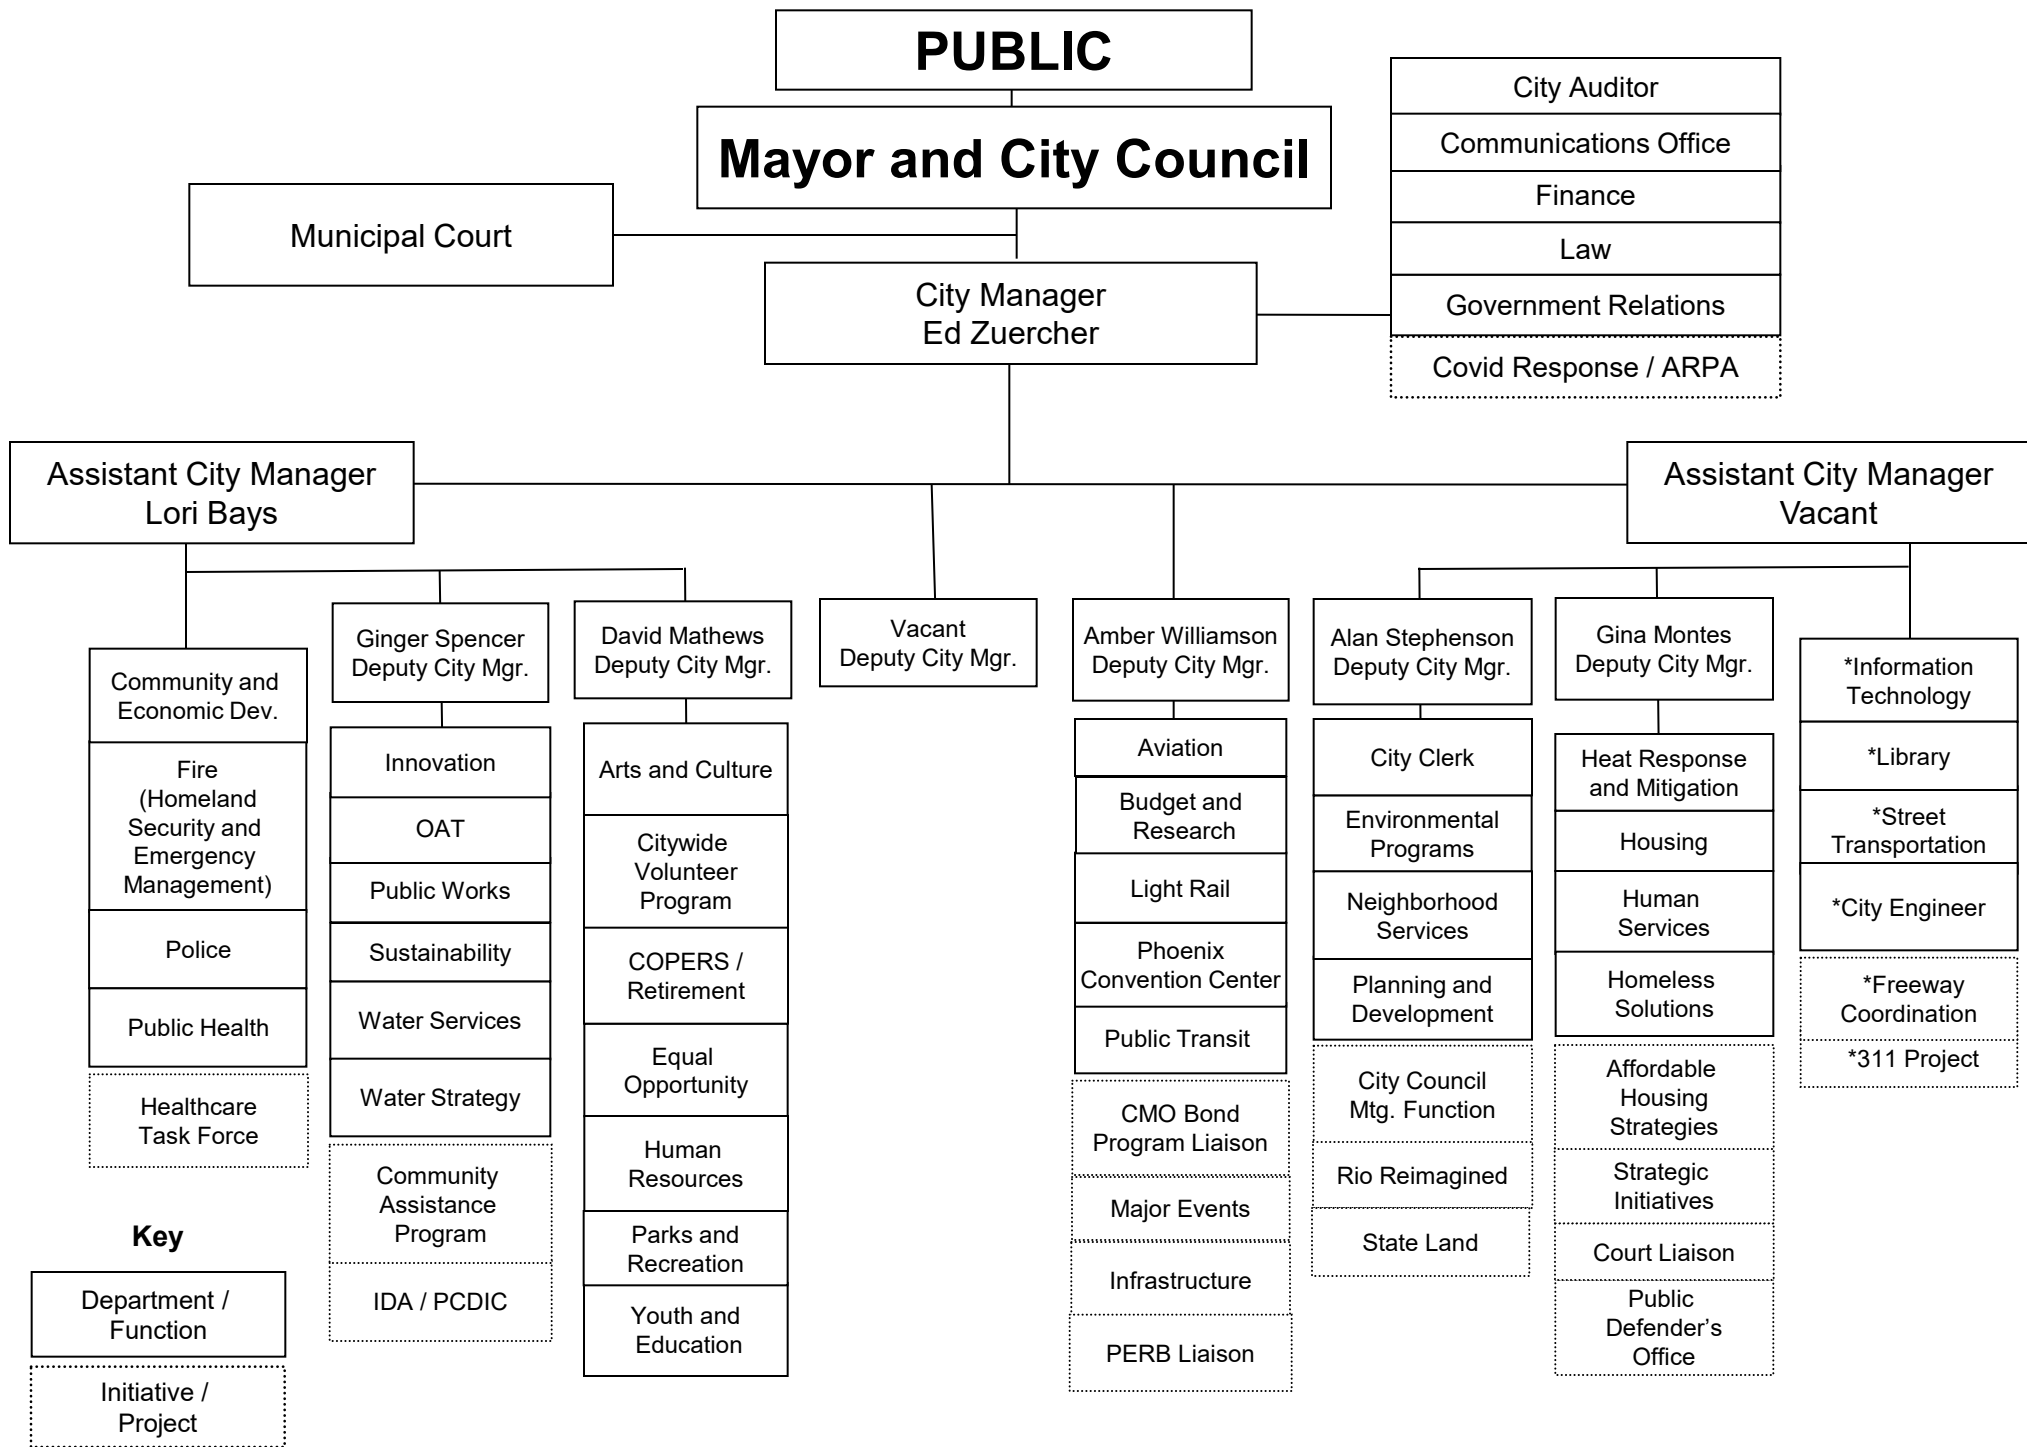 PUBLIC
Mayor and City Council
Municipal Court
City Manager
Ed Zuercher
City Auditor
Communications Office
Finance
Law
Government Relations
Covid Response / ARPA
Assistant City Manager
Lori Bays
Assistant City Manager
Vacant
Community and
Economic Dev.
Fire
(Homeland
Security and
Emergency
Management)
Police
Public Health
Healthcare
Task Force
Ginger Spencer
Deputy City Mgr.
Innovation
OAT
Public Works
Sustainability
Water Services
Water Strategy
Community
Assistance
Program
IDA / PCDIC
David Mathews
Deputy City Mgr.
Arts and Culture
Citywide
Volunteer
Program
COPERS /
Retirement
Equal
Opportunity
Human
Resources
Parks and
Recreation
Youth and
Education
Vacant
Deputy City Mgr.
Amber Williamson
Deputy City Mgr.
Aviation
Budget and
Research
Light Rail
Phoenix
Convention Center
Public Transit
CMO Bond
Program Liaison
Major Events
Infrastructure
PERB Liaison
Alan Stephenson
Deputy City Mgr.
City Clerk
Environmental
Programs
Neighborhood
Services
Planning and
Development
City Council
Mtg. Function
Rio Reimagined
State Land
Gina Montes
Deputy City Mgr.
Heat Response
and Mitigation
Housing
Human
Services
Homeless
Solutions
Affordable
Housing
Strategies
Strategic
Initiatives
Court Liaison
Public
Defender’s
Office
*Information
Technology
*Library
*Street
Transportation
*City Engineer
*Freeway
Coordination
*311 Project
Key
Department /
Function
Initiative /
Project